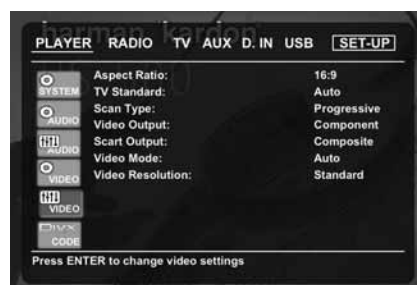 harman kardon
PLAYER RADIO TV AUX D. IN USB SET-UP
SYSTEM
AUDIO
AUDIO
VIDEO
VIDEO
DIVX
CODE
Aspect Ratio: 16:9
TV Standard: Auto
Scan Type: Progressive
Video Output: Component
Scart Output: Composite
Video Mode: Auto
Video Resolution: Standard
Press ENTER to change video settings